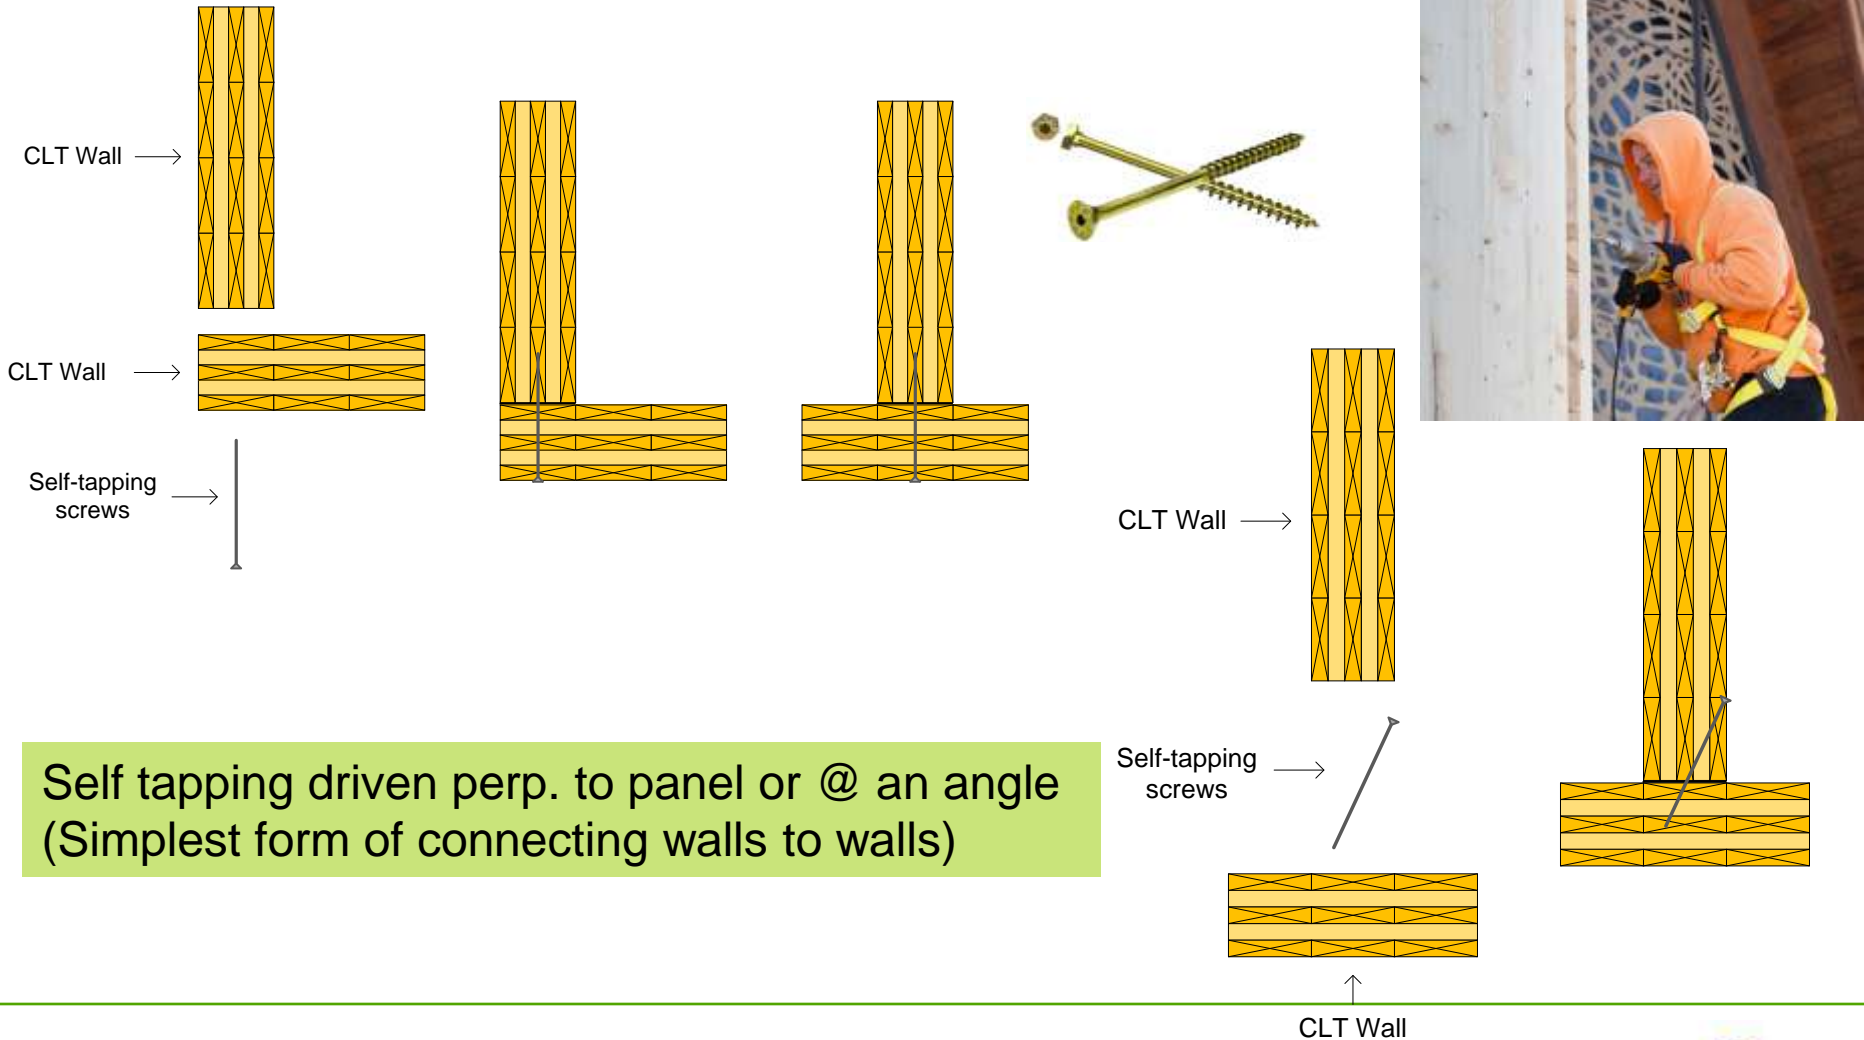 CLT Wall
CLT Wall
Self-tapping
screws
CLT Wall
Self-tapping
screws
Self tapping driven perp. to panel or @ an angle
(Simplest form of connecting walls to walls)
CLT Wall